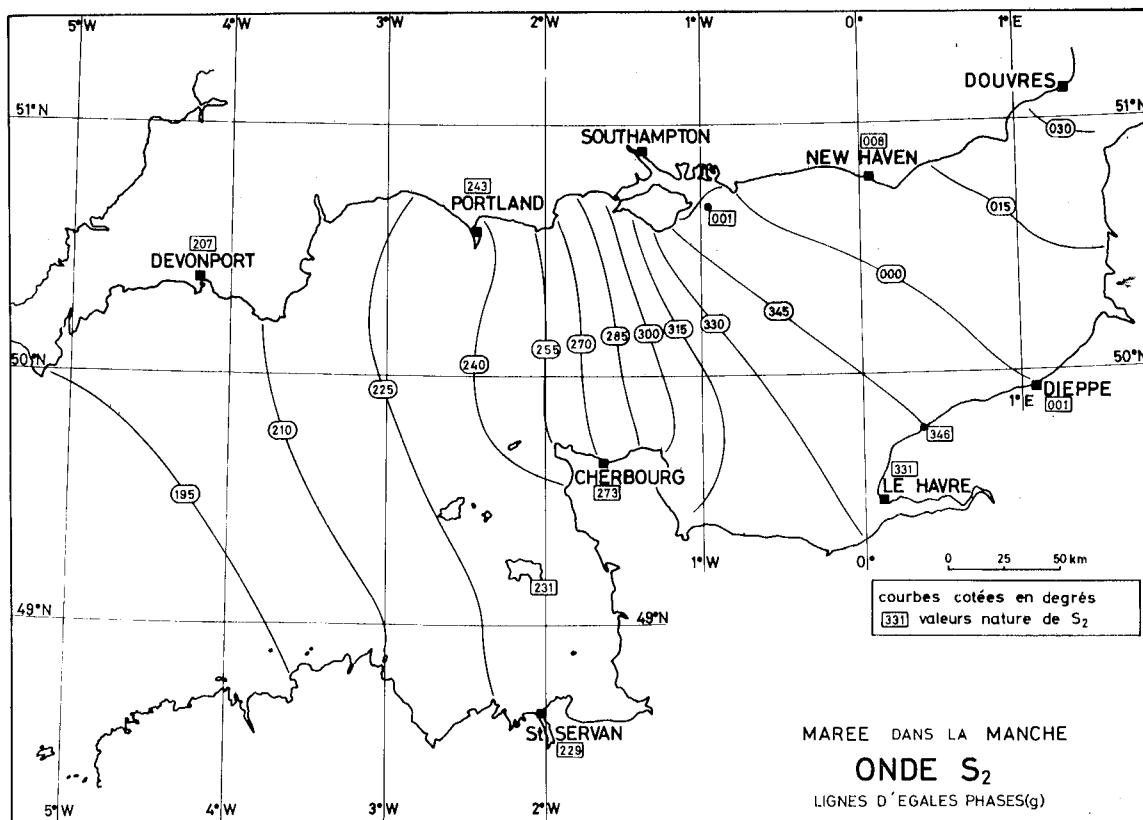 5°W 4°W 3°W 2°W 1°W 0° 1°E
DOUVRES
51°N 51°N
030
SOUTHAMPTON
008
NEW HAVEN
243
PORTLAND
001
015
207
DEVONPORT
000
345
225 255 270 285 300 315 330
240
50°N 50°N
DIEPPE
1°E
001
210
346
CHERBOURG
273
331
LE HAVRE
195
1°W 0°
0 25 50 km
231
courbes cotées en degrés
331 valeurs nature de S₂
49°N 49°N
St SERVAN
229
MAREE DANS LA MANCHE
ONDE S₂
LIGNES D'EGALES PHASES(g)
5°W 4°W 3°W 2°W